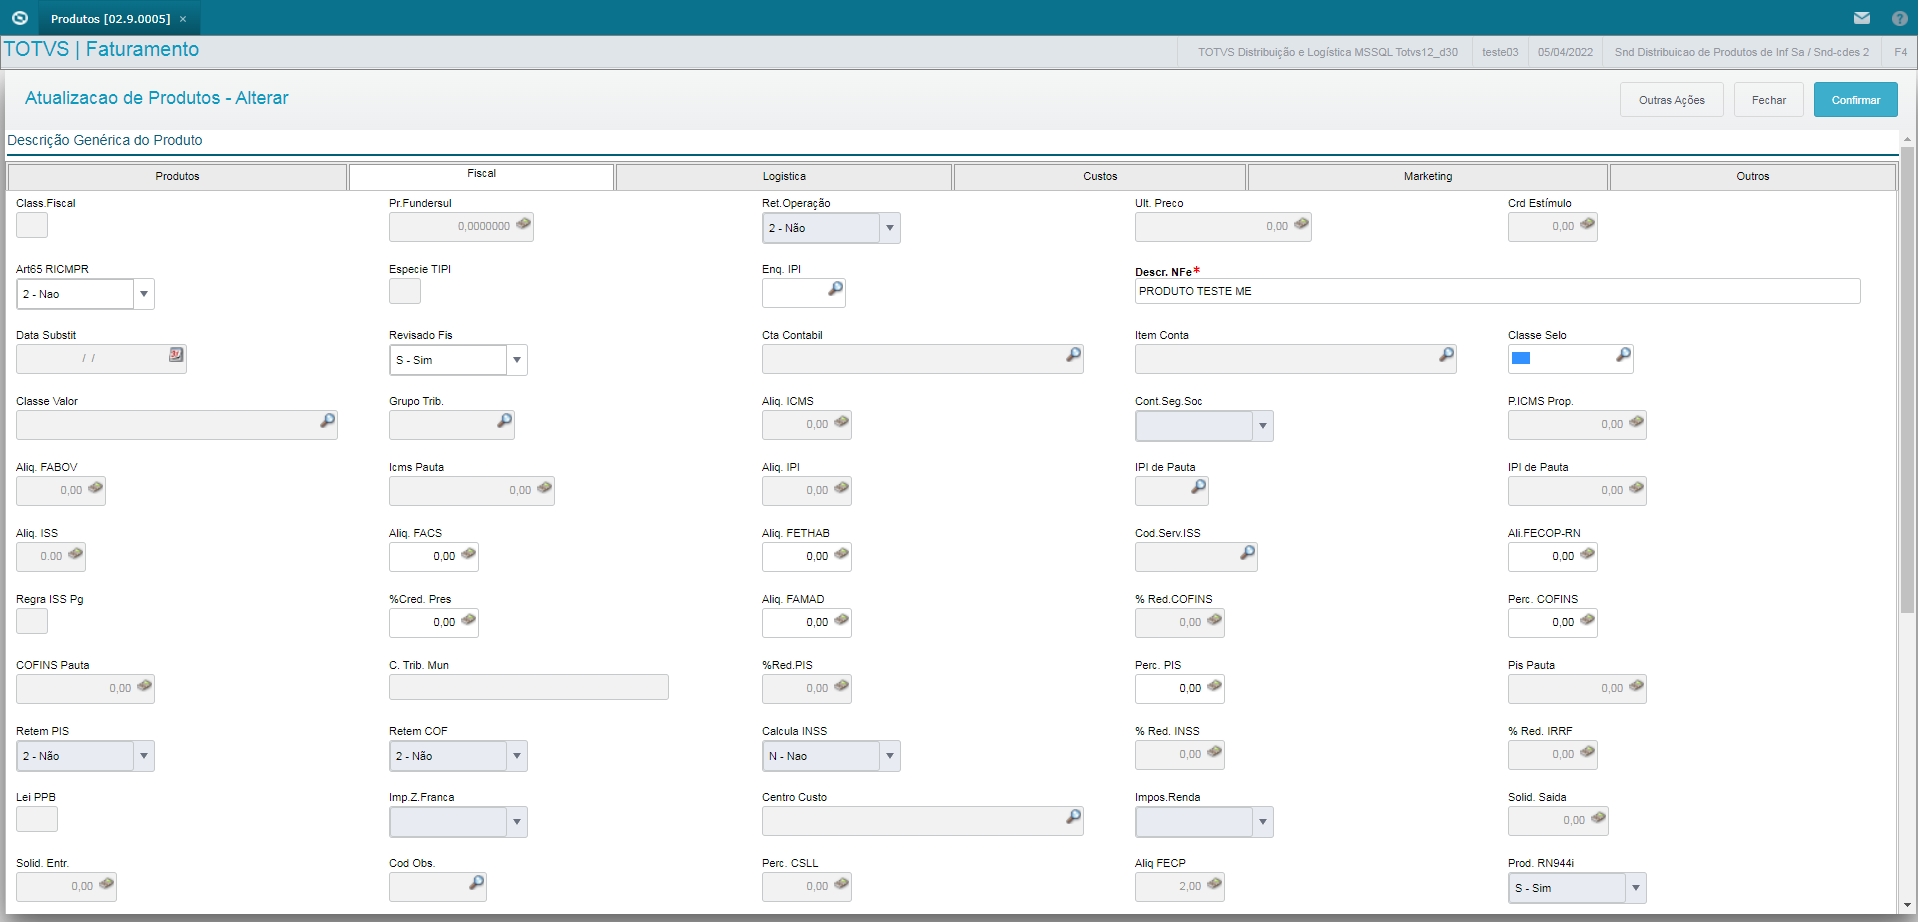 Produtos [02.9.0005] ×
TOTVS | Faturamento
TOTVS Distribuição e Logística MSSQL Totvs12_d30
teste03
05/04/2022
Snd Distribuicao de Produtos de Inf Sa / Snd-cdes 2
F4
Atualizacao de Produtos - Alterar
Outras Ações
Fechar
Confirmar
Descrição Genérica do Produto
Produtos
Fiscal
Logistica
Custos
Marketing
Outros
Class.Fiscal
Pr.Fundersul
Ret.Operação
Ult. Preco
Crd Estímulo
0,0000000
2 - Não
0,00
0,00
Art65 RICMPR
Especie TIPI
Enq. IPI
Descr. NFe*
2 - Nao
PRODUTO TESTE ME
Data Substit
Revisado Fis
Cta Contabil
Item Conta
Classe Selo
/ /
S - Sim
Classe Valor
Grupo Trib.
Aliq. ICMS
Cont.Seg.Soc
P.ICMS Prop.
0,00
0,00
Aliq. FABOV
Icms Pauta
Aliq. IPI
IPI de Pauta
IPI de Pauta
0,00
0,00
0,00
0,00
Aliq. ISS
Aliq. FACS
Aliq. FETHAB
Cod.Serv.ISS
Ali.FECOP-RN
0.00
0,00
0,00
0,00
Regra ISS Pg
%Cred. Pres
Aliq. FAMAD
% Red.COFINS
Perc. COFINS
0,00
0,00
0,00
0,00
COFINS Pauta
C. Trib. Mun
%Red.PIS
Perc. PIS
Pis Pauta
0,00
0,00
0,00
0,00
Retem PIS
Retem COF
Calcula INSS
% Red. INSS
% Red. IRRF
2 - Não
2 - Não
N - Nao
0,00
0,00
Lei PPB
Imp.Z.Franca
Centro Custo
Impos.Renda
Solid. Saida
0,00
Solid. Entr.
Cod Obs.
Perc. CSLL
Aliq FECP
Prod. RN944i
0,00
0,00
2,00
S - Sim